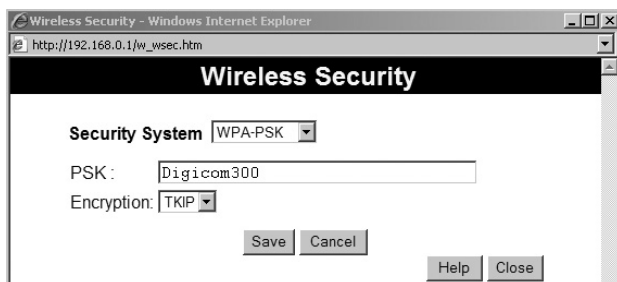 Wireless Security - Windows Internet Explorer
http://192.168.0.1/w_wsec.htm
Wireless Security
Security System WPA-PSK
PSK: Digicom300
Encryption: TKIP
Save Cancel
Help Close